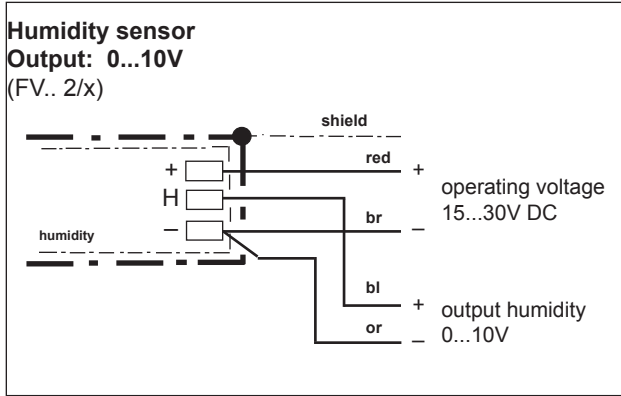 Humidity sensor
Output: 0...10V
(FV.. 2/x)
shield
red
+
+
operating voltage
15...30V DC
H
br
–
–
humidity
bl
+
output humidity
0...10V
or
–